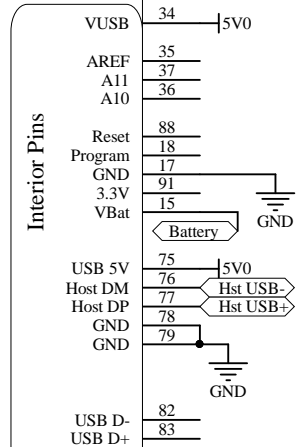 VUSB 34 5V0
AREF 35
A11 37
A10 36
Reset 88
Program 18
GND 17
3.3V 91
GND
VBat 15
Battery
Interior Pins
USB 5V 75 5V0
Host DM 76 Hst USB-
Host DP 77 Hst USB+
GND 78
GND 79
GND
USB D- 82
USB D+ 83